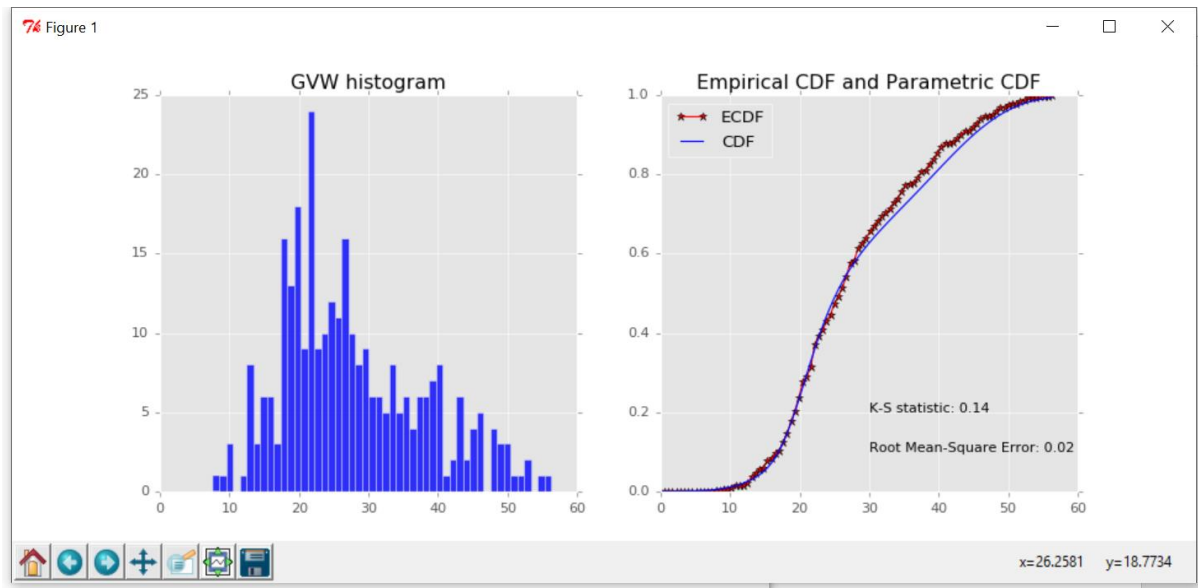 Figure 1
GVW histogram
25
20
15
10
5
0
0 10 20 30 40 50 60
Empirical CDF and Parametric CDF
1.0
0.8
0.6
0.4
0.2
0.0
ECDF
CDF
K-S statistic: 0.14
Root Mean-Square Error: 0.02
0 10 20 30 40 50 60
x=26.2581 y=18.7734